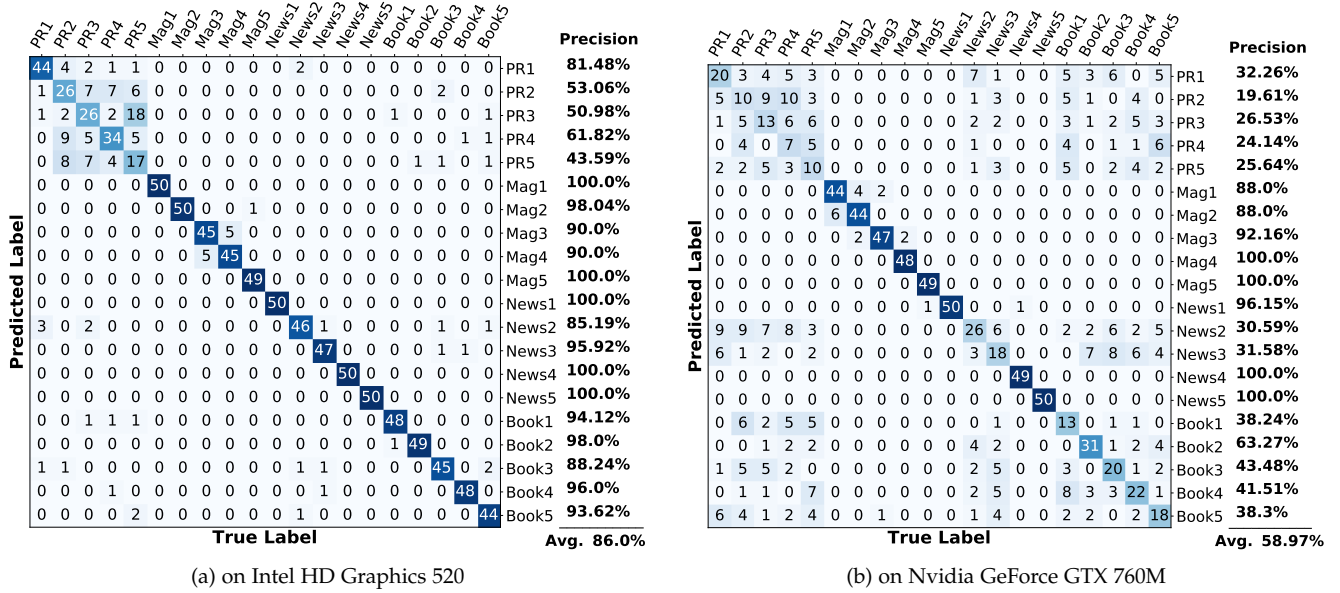 PR1 PR2 PR3 PR4 PR5 Mag1 Mag2 Mag3 Mag4 Mag5 News1 News2 News3 News4 News5 Book1 Book2 Book3 Book4 Book5
Precision
Predicted Label
44 4 2 1 1 0 0 0 0 0 0 2 0 0 0 0 0 0 0 0 PR1 81.48%
1 26 7 7 6 0 0 0 0 0 0 0 0 0 0 0 0 2 0 0 PR2 53.06%
1 2 26 2 18 0 0 0 0 0 0 0 0 0 0 1 0 0 0 1 PR3 50.98%
0 9 5 34 5 0 0 0 0 0 0 0 0 0 0 0 0 0 1 1 PR4 61.82%
0 8 7 4 17 0 0 0 0 0 0 0 0 0 0 0 1 1 0 1 PR5 43.59%
0 0 0 0 0 50 0 0 0 0 0 0 0 0 0 0 0 0 0 0 Mag1 100.0%
0 0 0 0 0 0 50 0 0 1 0 0 0 0 0 0 0 0 0 0 Mag2 98.04%
0 0 0 0 0 0 0 45 5 0 0 0 0 0 0 0 0 0 0 0 Mag3 90.0%
0 0 0 0 0 0 0 5 45 0 0 0 0 0 0 0 0 0 0 0 Mag4 90.0%
0 0 0 0 0 0 0 0 0 49 0 0 0 0 0 0 0 0 0 0 Mag5 100.0%
0 0 0 0 0 0 0 0 0 0 50 0 0 0 0 0 0 0 0 0 News1 100.0%
3 0 2 0 0 0 0 0 0 0 0 46 1 0 0 0 0 1 0 1 News2 85.19%
0 0 0 0 0 0 0 0 0 0 0 0 47 0 0 0 0 1 1 0 News3 95.92%
0 0 0 0 0 0 0 0 0 0 0 0 0 50 0 0 0 0 0 0 News4 100.0%
0 0 0 0 0 0 0 0 0 0 0 0 0 0 50 0 0 0 0 0 News5 100.0%
0 0 1 1 1 0 0 0 0 0 0 0 0 0 0 48 0 0 0 0 Book1 94.12%
0 0 0 0 0 0 0 0 0 0 0 0 0 0 0 1 49 0 0 0 Book2 98.0%
1 1 0 0 0 0 0 0 0 0 0 1 1 0 0 0 0 45 0 2 Book3 88.24%
0 0 0 1 0 0 0 0 0 0 0 0 1 0 0 0 0 0 48 0 Book4 96.0%
0 0 0 0 2 0 0 0 0 0 0 1 0 0 0 0 0 0 0 44 Book5 93.62%
True Label
Avg. 86.0%
(a) on Intel HD Graphics 520
PR1 PR2 PR3 PR4 PR5 Mag1 Mag2 Mag3 Mag4 Mag5 News1 News2 News3 News4 News5 Book1 Book2 Book3 Book4 Book5
Precision
Predicted Label
20 3 4 5 3 0 0 0 0 0 0 7 1 0 0 5 3 6 0 5 PR1 32.26%
5 10 9 10 3 0 0 0 0 0 0 1 3 0 0 5 1 0 4 0 PR2 19.61%
1 5 13 6 6 0 0 0 0 0 0 2 2 0 0 3 1 2 5 3 PR3 26.53%
0 4 0 7 5 0 0 0 0 0 0 1 0 0 0 4 0 1 1 6 PR4 24.14%
2 2 5 3 10 0 0 0 0 0 0 1 3 0 0 5 0 2 4 2 PR5 25.64%
0 0 0 0 0 44 4 2 0 0 0 0 0 0 0 0 0 0 0 0 Mag1 88.0%
0 0 0 0 0 6 44 0 0 0 0 0 0 0 0 0 0 0 0 0 Mag2 88.0%
0 0 0 0 0 0 2 47 2 0 0 0 0 0 0 0 0 0 0 0 Mag3 92.16%
0 0 0 0 0 0 0 0 48 0 0 0 0 0 0 0 0 0 0 0 Mag4 100.0%
0 0 0 0 0 0 0 0 0 49 0 0 0 0 0 0 0 0 0 0 Mag5 100.0%
0 0 0 0 0 0 0 0 0 1 50 0 0 1 0 0 0 0 0 0 News1 96.15%
9 9 7 8 3 0 0 0 0 0 0 26 6 0 0 2 2 6 2 5 News2 30.59%
6 1 2 0 2 0 0 0 0 0 0 3 18 0 0 0 7 8 6 4 News3 31.58%
0 0 0 0 0 0 0 0 0 0 0 0 0 49 0 0 0 0 0 0 News4 100.0%
0 0 0 0 0 0 0 0 0 0 0 0 0 0 50 0 0 0 0 0 News5 100.0%
0 6 2 5 5 0 0 0 0 0 0 0 1 0 0 13 0 1 1 0 Book1 38.24%
0 0 1 2 2 0 0 0 0 0 0 4 2 0 0 0 31 1 2 4 Book2 63.27%
1 5 5 2 0 0 0 0 0 0 0 2 5 0 0 3 0 20 1 2 Book3 43.48%
0 1 1 0 7 0 0 0 0 0 0 2 5 0 0 8 3 3 22 1 Book4 41.51%
6 4 1 2 4 0 0 1 0 0 0 1 4 0 0 2 2 0 2 18 Book5 38.3%
True Label
Avg. 58.97%
(b) on Nvidia GeForce GTX 760M